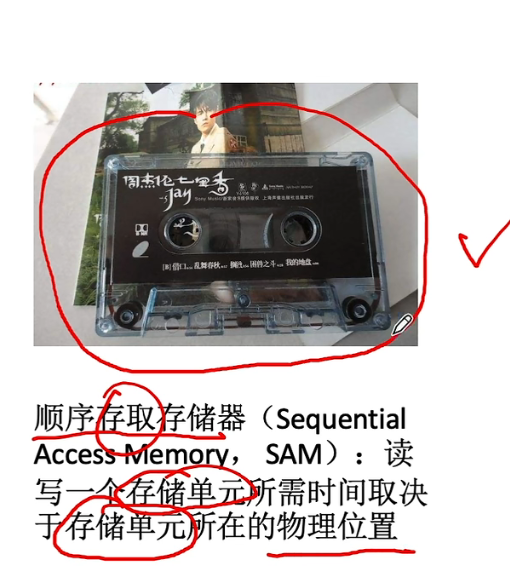 周杰伦七里香
Jay
Sony Music
[B] 借口 乱舞春秋 搁浅 困兽之斗 我的地盘
顺序存取存储器（Sequential
Access Memory， SAM）：读
写一个存储单元所需时间取决
于存储单元所在的物理位置